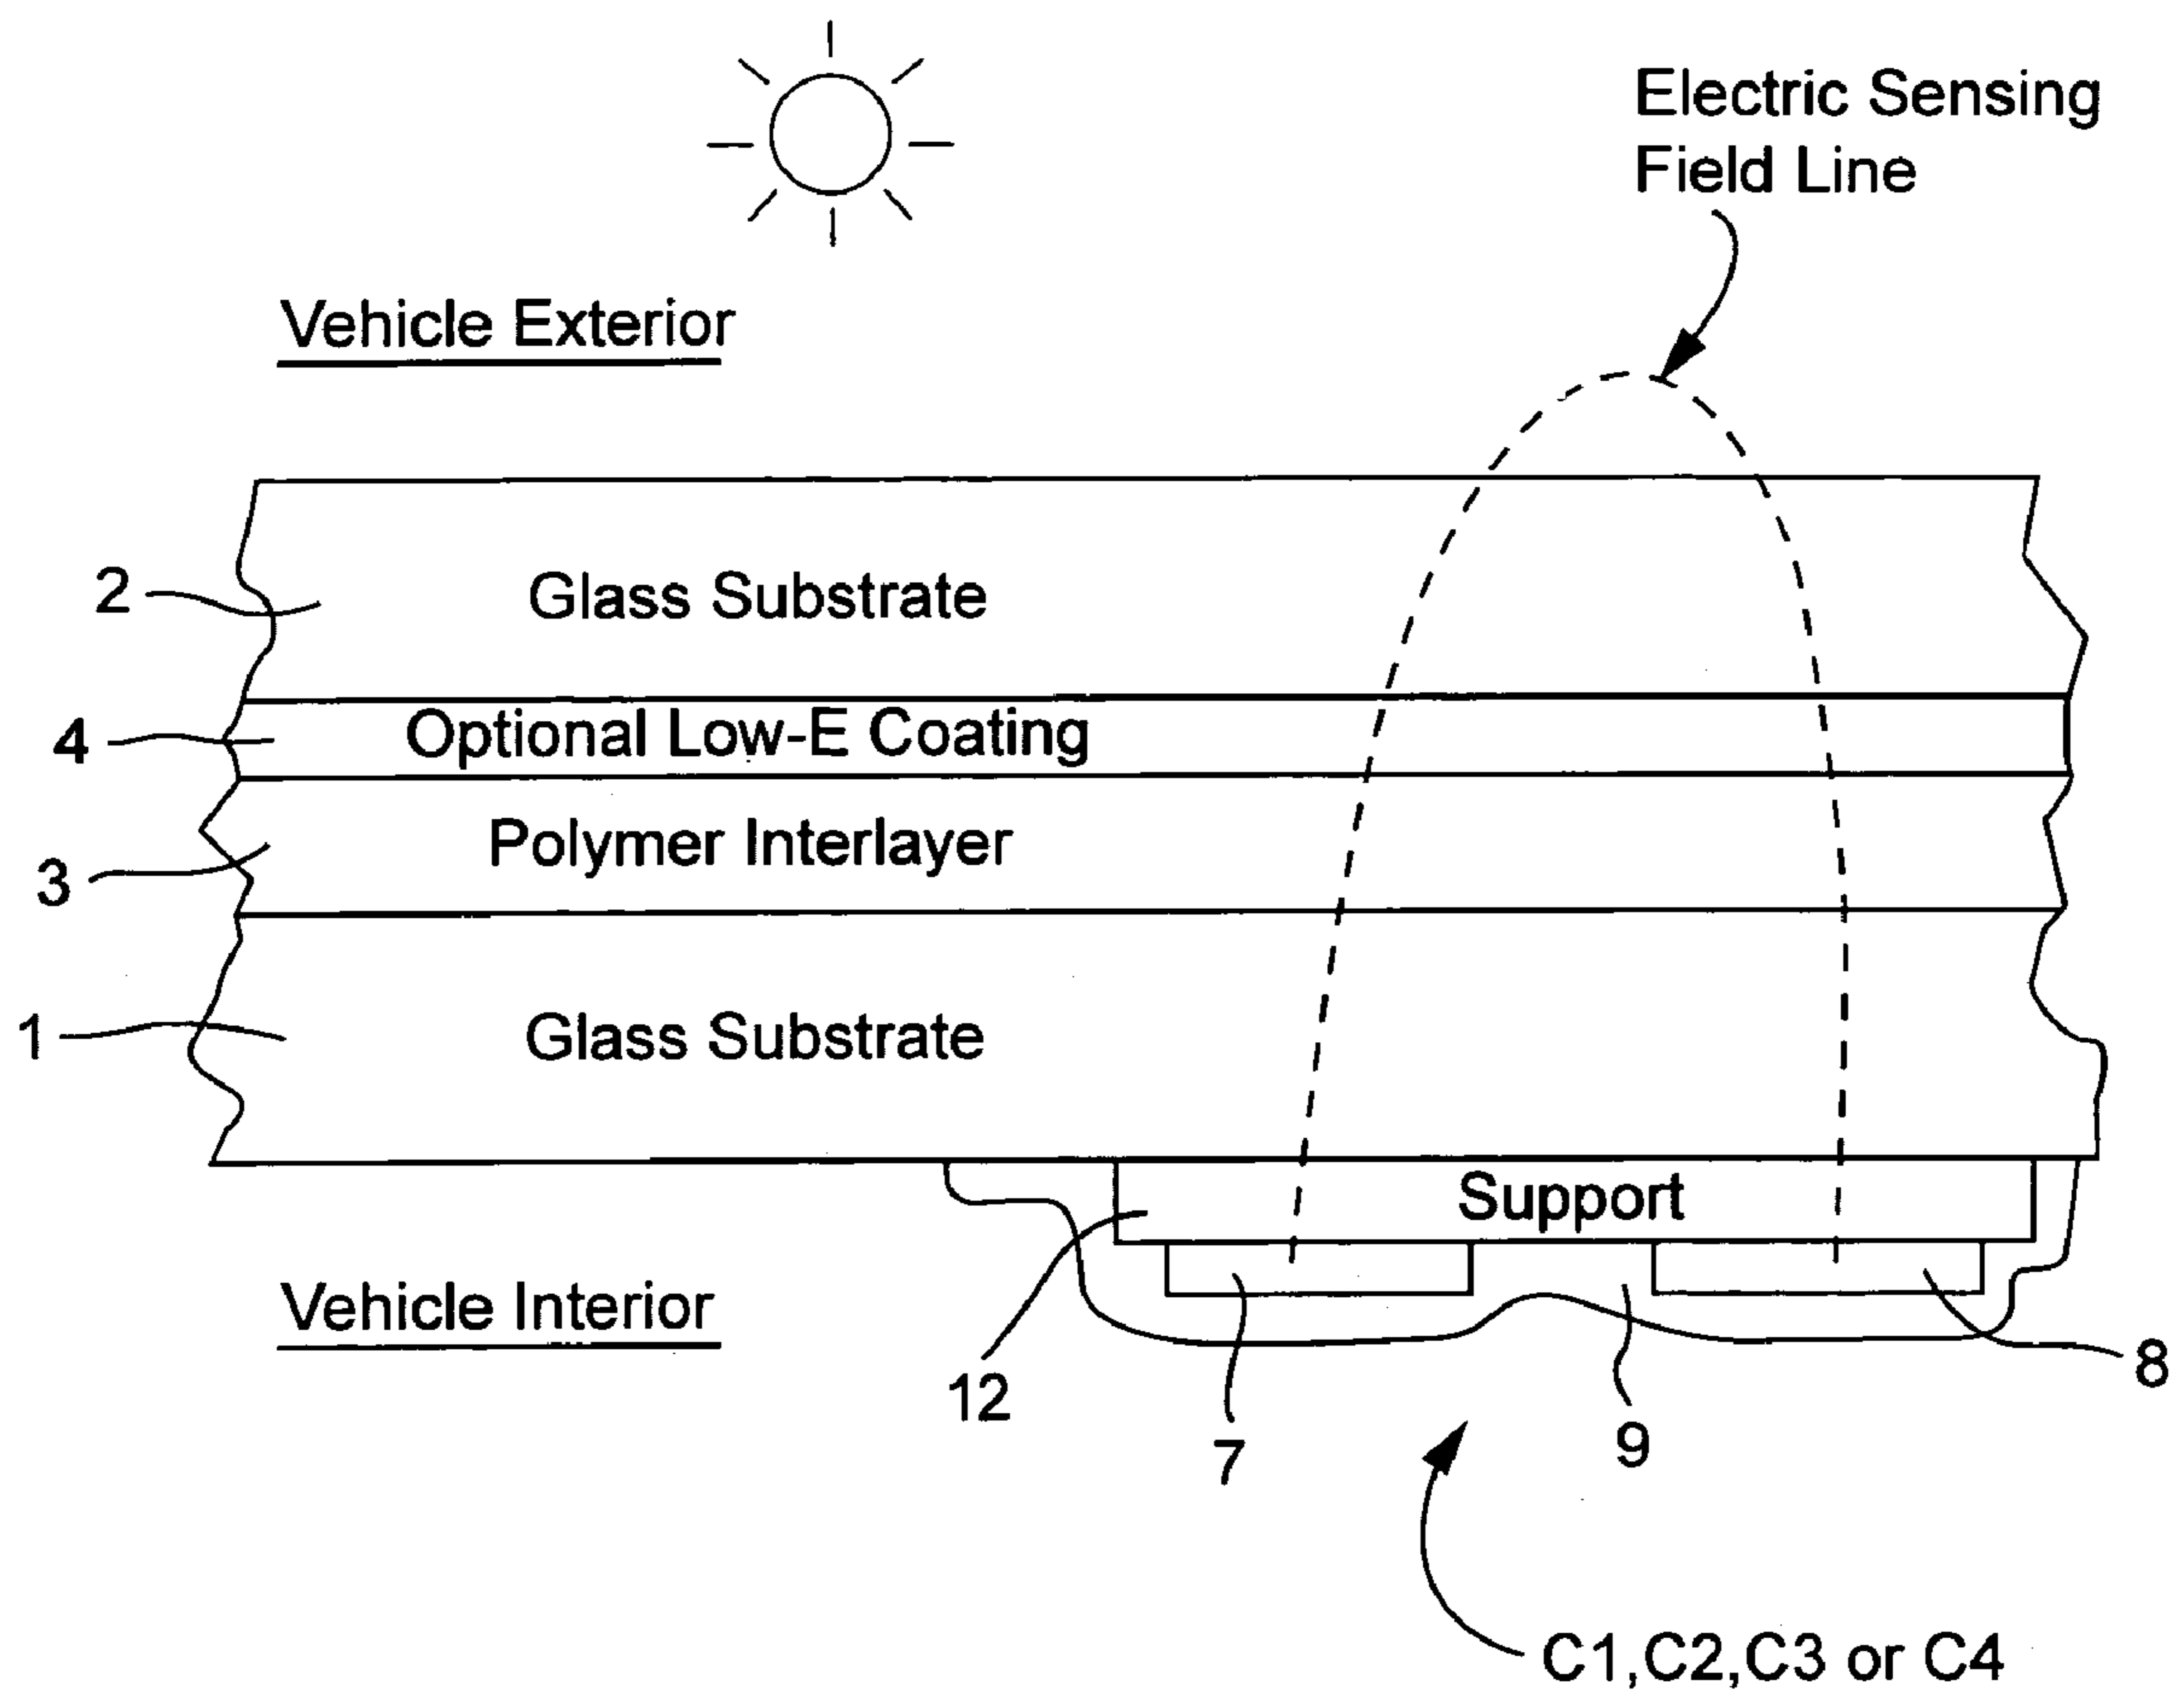 Electric Sensing
Field Line
Vehicle Exterior
2
Glass Substrate
4
Optional Low-E Coating
3
Polymer Interlayer
1
Glass Substrate
Support
Vehicle Interior
12
7
9
8
C1,C2,C3 or C4